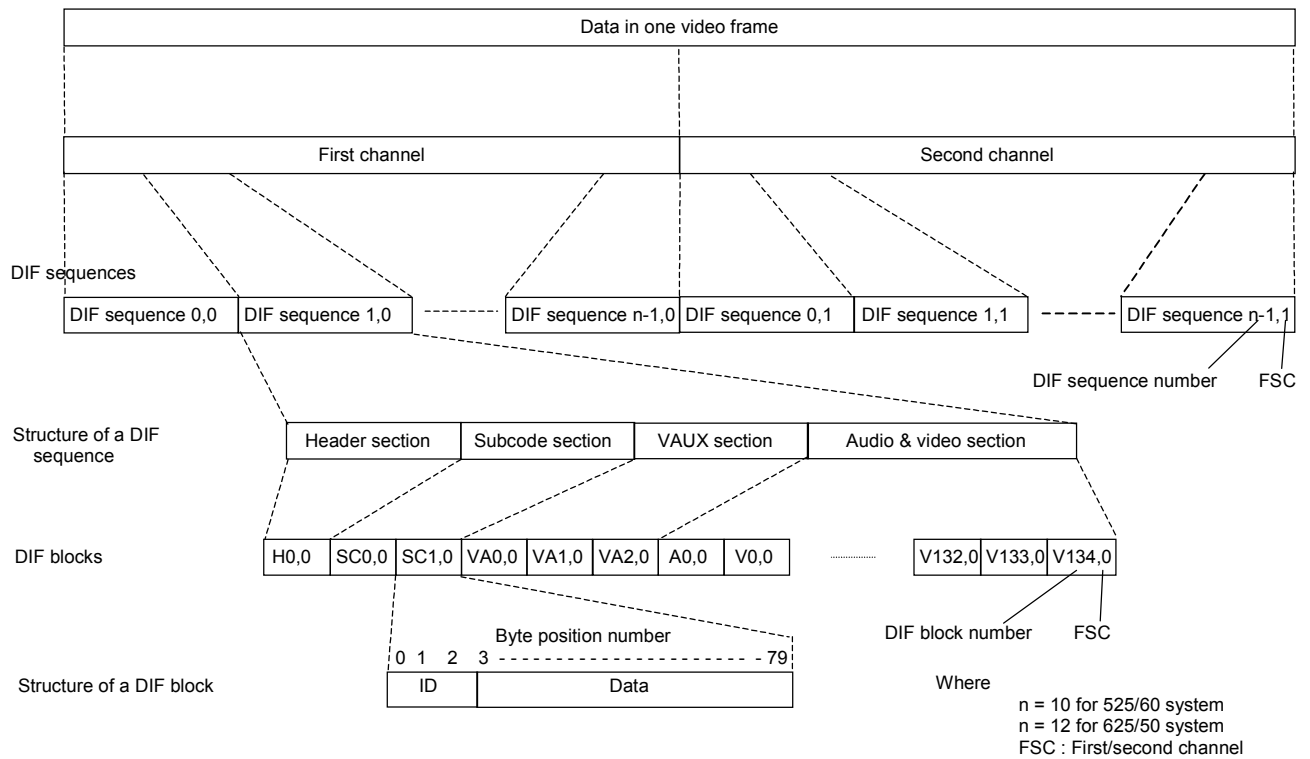 Data in one video frame
First channel
Second channel
DIF sequences
DIF sequence 0,0
DIF sequence 1,0
DIF sequence n-1,0
DIF sequence 0,1
DIF sequence 1,1
DIF sequence n-1,1
DIF sequence number
FSC
Structure of a DIF
sequence
Header section
Subcode section
VAUX section
Audio & video section
DIF blocks
H0,0
SC0,0
SC1,0
VA0,0
VA1,0
VA2,0
A0,0
V0,0
V132,0
V133,0
V134,0
DIF block number
FSC
Byte position number
0 1 2 3 - - - - - - - - - - - - - - - - - - - - - - - - - 79
Structure of a DIF block
ID
Data
Where
n = 10 for 525/60 system
n = 12 for 625/50 system
FSC : First/second channel